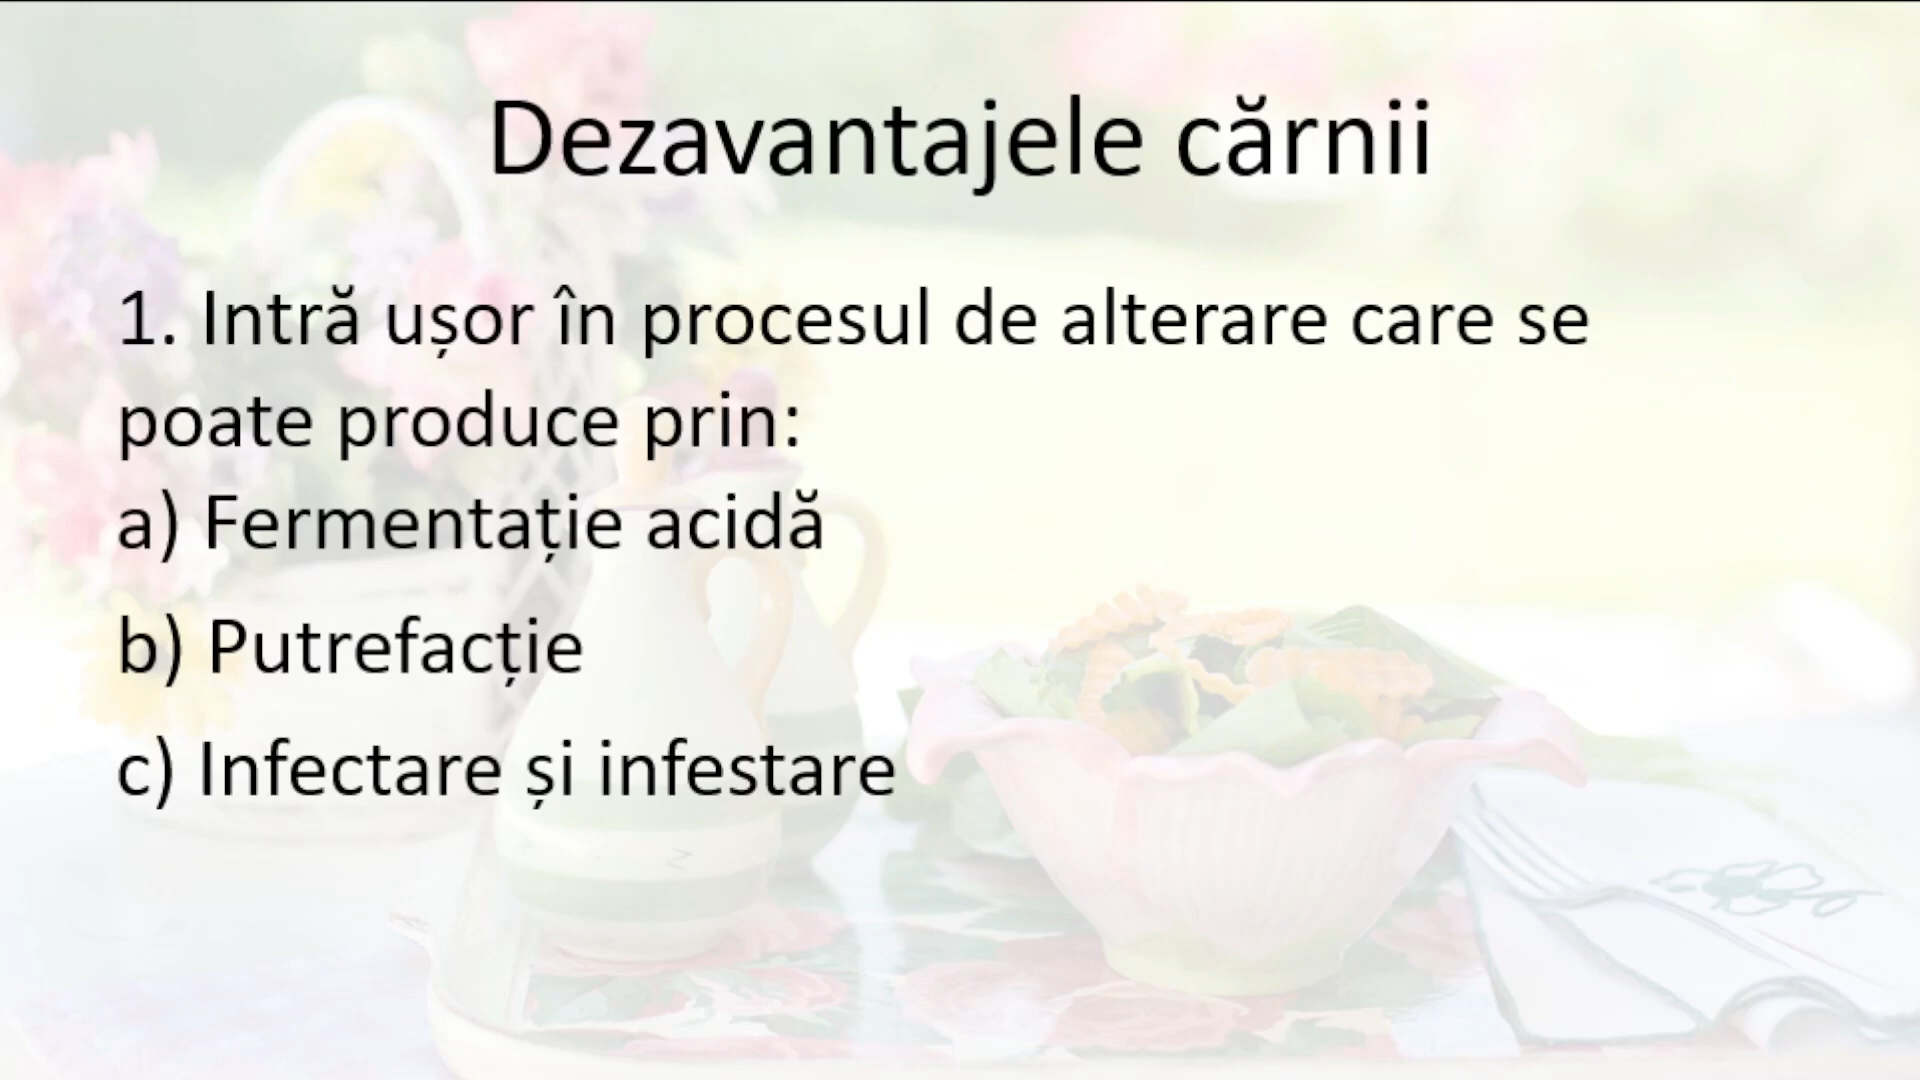 Dezavantajele cărnii
1. Intră ușor în procesul de alterare care se
poate produce prin:
a) Fermentație acidă
b) Putrefacție
c) Infectare și infestare